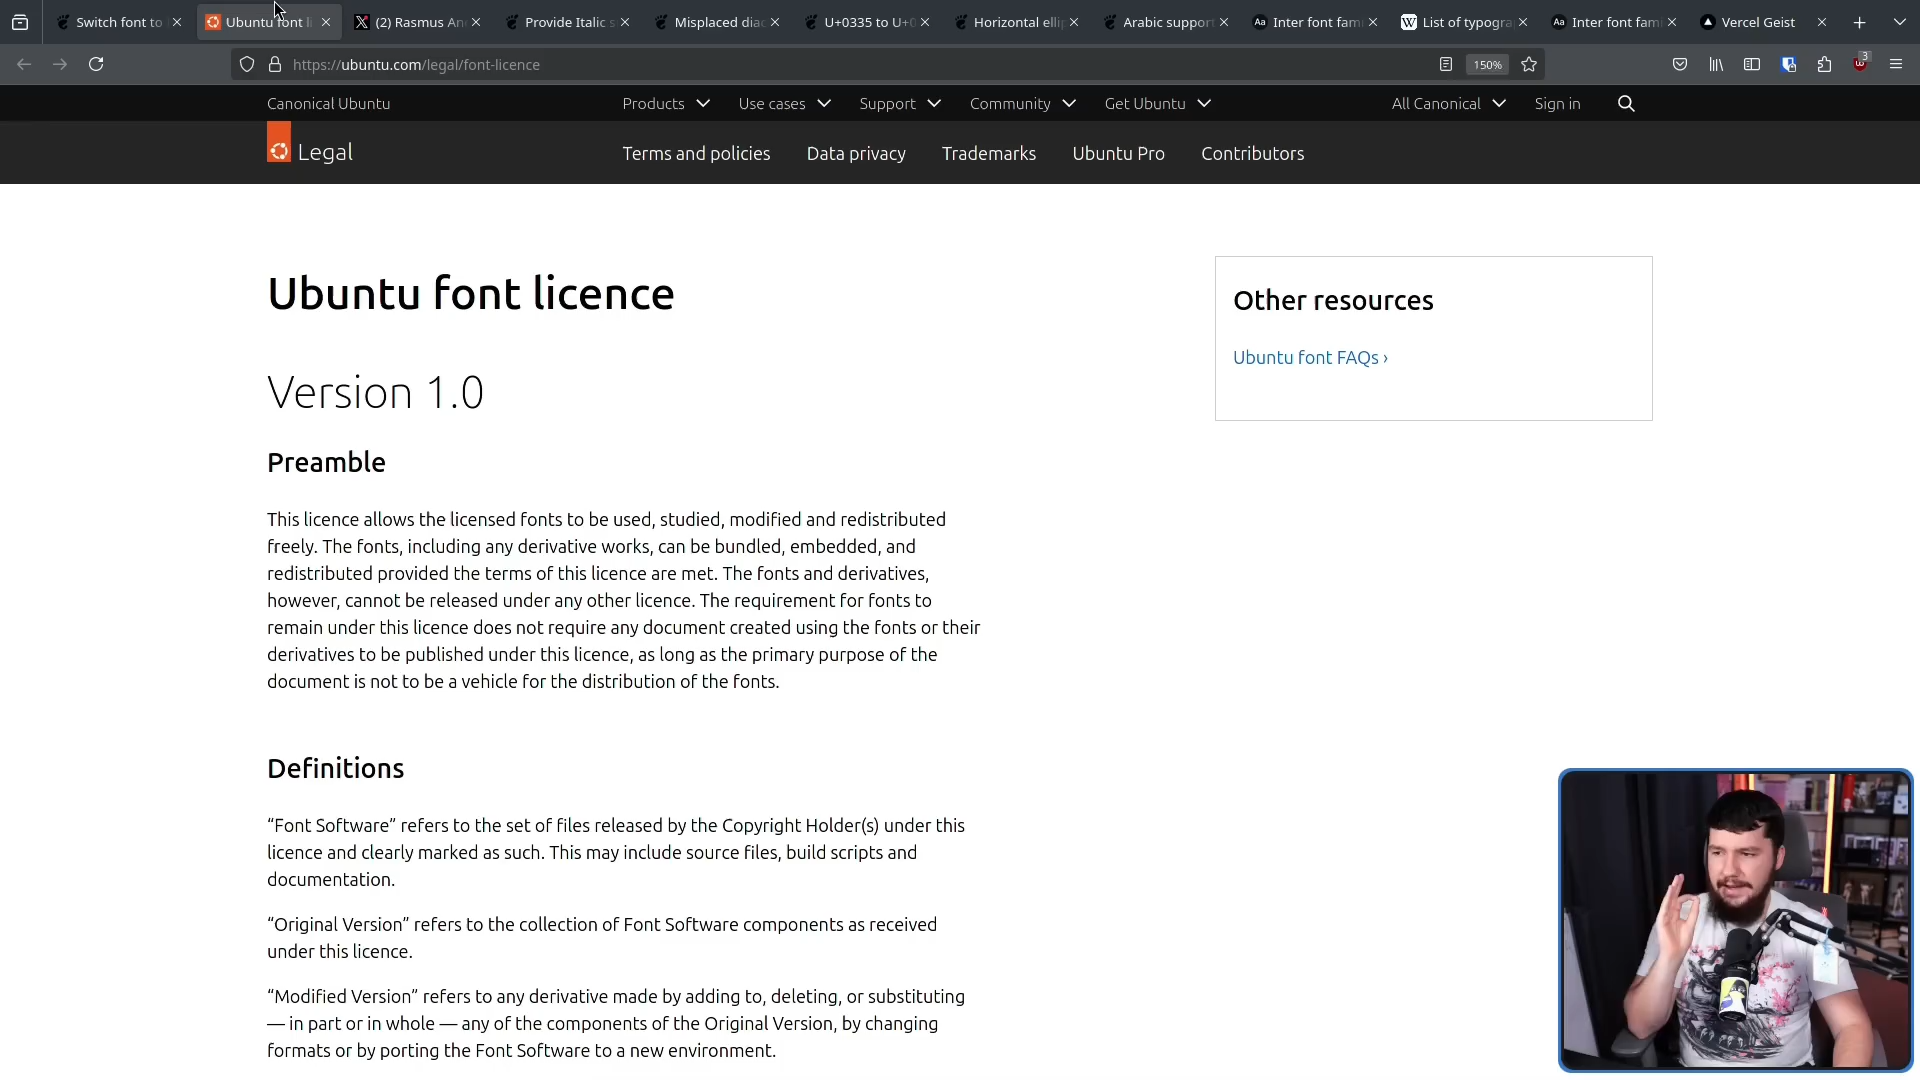 Switch font to
Ubuntu font li
(2) Rasmus An
Provide Italic s
Misplaced diac
U+0335 to U+0
Horizontal ellip
Arabic support
Inter font fami
List of typogra
Inter font fami
Vercel Geist
https://ubuntu.com/legal/font-licence
150%
3
Canonical Ubuntu
Products
Use cases
Support
Community
Get Ubuntu
All Canonical
Sign in
Legal
Terms and policies
Data privacy
Trademarks
Ubuntu Pro
Contributors
Ubuntu font licence
Other resources
Ubuntu font FAQs ›
Version 1.0
Preamble
This licence allows the licensed fonts to be used, studied, modified and redistributed
freely. The fonts, including any derivative works, can be bundled, embedded, and
redistributed provided the terms of this licence are met. The fonts and derivatives,
however, cannot be released under any other licence. The requirement for fonts to
remain under this licence does not require any document created using the fonts or their
derivatives to be published under this licence, as long as the primary purpose of the
document is not to be a vehicle for the distribution of the fonts.
Definitions
“Font Software” refers to the set of files released by the Copyright Holder(s) under this
licence and clearly marked as such. This may include source files, build scripts and
documentation.
“Original Version” refers to the collection of Font Software components as received
under this licence.
“Modified Version” refers to any derivative made by adding to, deleting, or substituting
— in part or in whole — any of the components of the Original Version, by changing
formats or by porting the Font Software to a new environment.